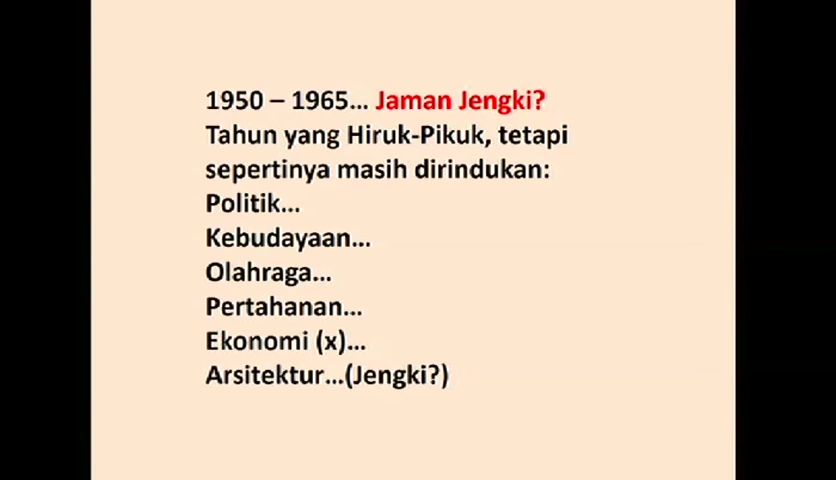 1950 – 1965... Jaman Jengki?
Tahun yang Hiruk-Pikuk, tetapi
sepertinya masih dirindukan:
Politik...
Kebudayaan...
Olahraga...
Pertahanan...
Ekonomi (x)...
Arsitektur...(Jengki?)